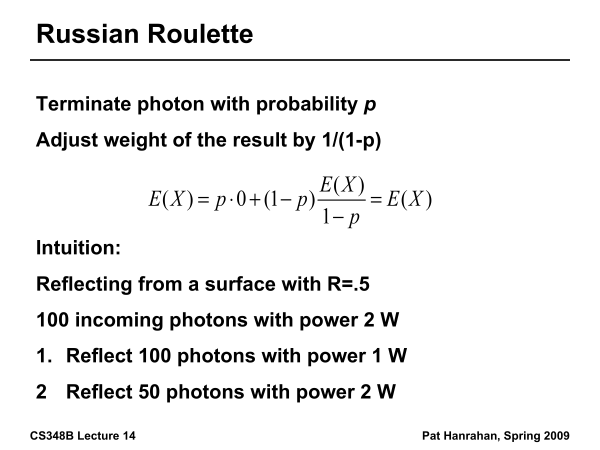 Russian Roulette
Terminate photon with probability p
Adjust weight of the result by 1/(1-p)
E(X) = p · 0 + (1 − p) E(X) / 1 − p = E(X)
Intuition:
Reflecting from a surface with R=.5
100 incoming photons with power 2 W
1. Reflect 100 photons with power 1 W
2 Reflect 50 photons with power 2 W
CS348B Lecture 14 Pat Hanrahan, Spring 2009